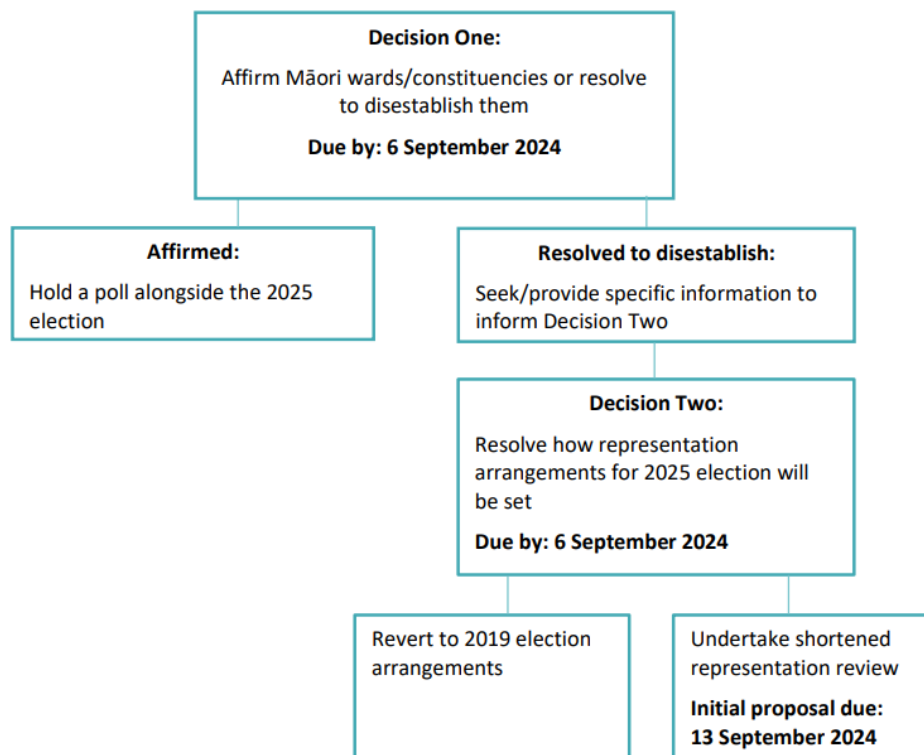 Decision One:
Affirm Māori wards/constituencies or resolve
to disestablish them
Due by: 6 September 2024
Affirmed:
Hold a poll alongside the 2025
election
Resolved to disestablish:
Seek/provide specific information to
inform Decision Two
Decision Two:
Resolve how representation
arrangements for 2025 election will
be set
Due by: 6 September 2024
Revert to 2019 election
arrangements
Undertake shortened
representation review
Initial proposal due:
13 September 2024